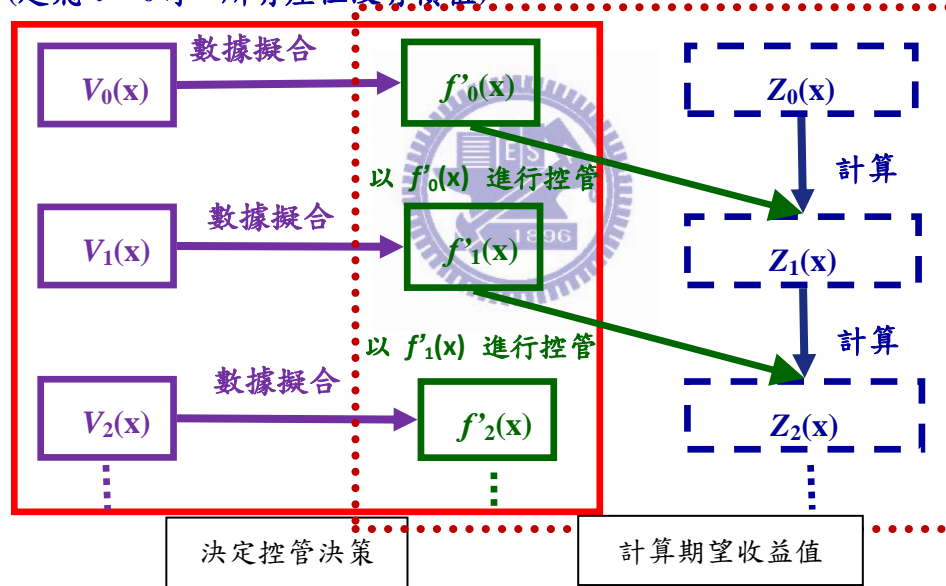 數據擬合
V₀(x)
f'₀(x)
Z₀(x)
以 f'₀(x) 進行控管
計算
數據擬合
V₁(x)
f'₁(x)
Z₁(x)
1896
以 f'₁(x) 進行控管
計算
數據擬合
V₂(x)
f'₂(x)
Z₂(x)
決定控管決策
計算期望收益值